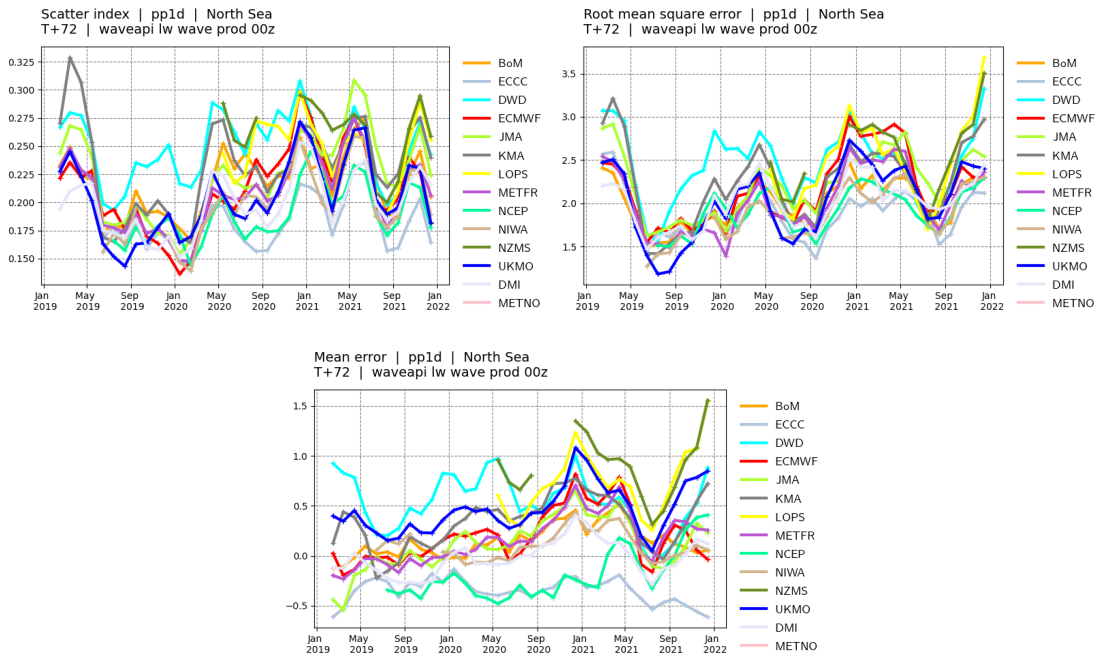 Scatter index | pp1d | North Sea
T+72 | waveapi lw wave prod 00z
0.325
0.300
0.275
0.250
0.225
0.200
0.175
0.150
Jan
2019
May
2019
Sep
2019
Jan
2020
May
2020
Sep
2020
Jan
2021
May
2021
Sep
2021
Jan
2022
BoM
ECCC
DWD
ECMWF
JMA
KMA
LOPS
METFR
NCEP
NIWA
NZMS
UKMO
DMI
METNO
Root mean square error | pp1d | North Sea
T+72 | waveapi lw wave prod 00z
3.5
3.0
2.5
2.0
1.5
Jan
2019
May
2019
Sep
2019
Jan
2020
May
2020
Sep
2020
Jan
2021
May
2021
Sep
2021
Jan
2022
BoM
ECCC
DWD
ECMWF
JMA
KMA
LOPS
METFR
NCEP
NIWA
NZMS
UKMO
DMI
METNO
Mean error | pp1d | North Sea
T+72 | waveapi lw wave prod 00z
1.5
1.0
0.5
0.0
−0.5
Jan
2019
May
2019
Sep
2019
Jan
2020
May
2020
Sep
2020
Jan
2021
May
2021
Sep
2021
Jan
2022
BoM
ECCC
DWD
ECMWF
JMA
KMA
LOPS
METFR
NCEP
NIWA
NZMS
UKMO
DMI
METNO